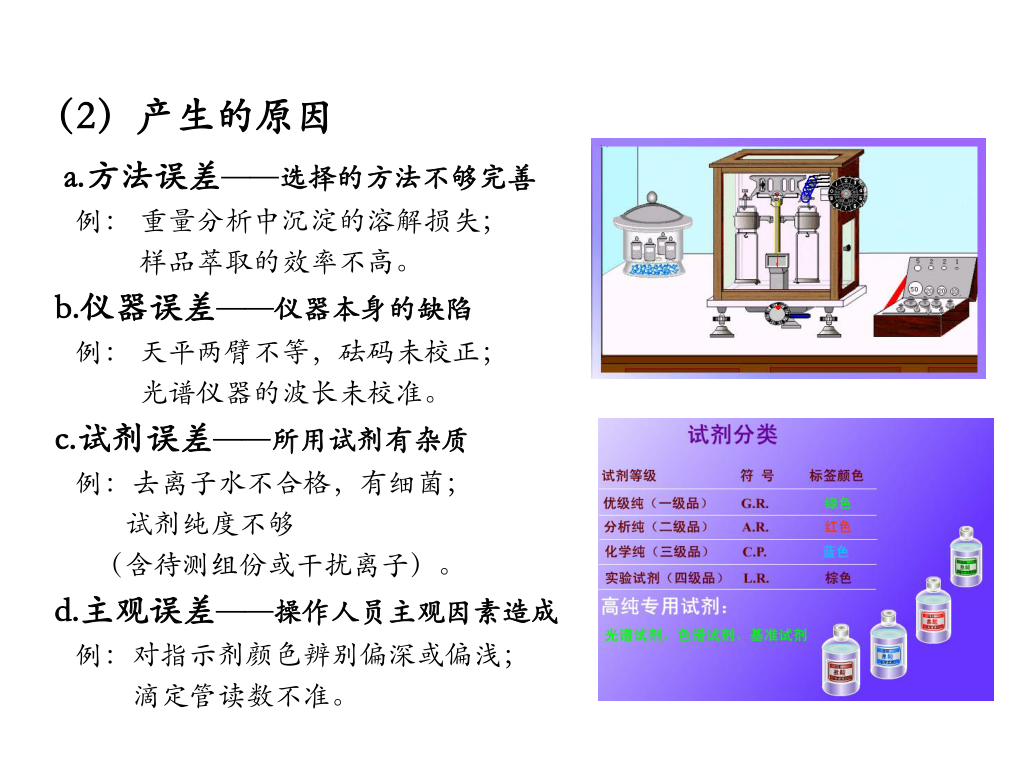 （2）产生的原因
a.方法误差——选择的方法不够完善
例： 重量分析中沉淀的溶解损失；
样品萃取的效率不高。
b.仪器误差——仪器本身的缺陷
例： 天平两臂不等，砝码未校正；
光谱仪器的波长未校准。
c.试剂误差——所用试剂有杂质
例：去离子水不合格，有细菌；
试剂纯度不够
（含待测组份或干扰离子）。
d.主观误差——操作人员主观因素造成
例：对指示剂颜色辨别偏深或偏浅；
滴定管读数不准。
5 2 2 1
50 20 20
试剂分类
试剂等级 符 号 标签颜色
优级纯（一级品） G.R. 绿色
分析纯（二级品） A.R. 红色
化学纯（三级品） C.P. 蓝色
实验试剂（四级品） L.R. 棕色
高纯专用试剂：
光谱试剂、色谱试剂、基准试剂